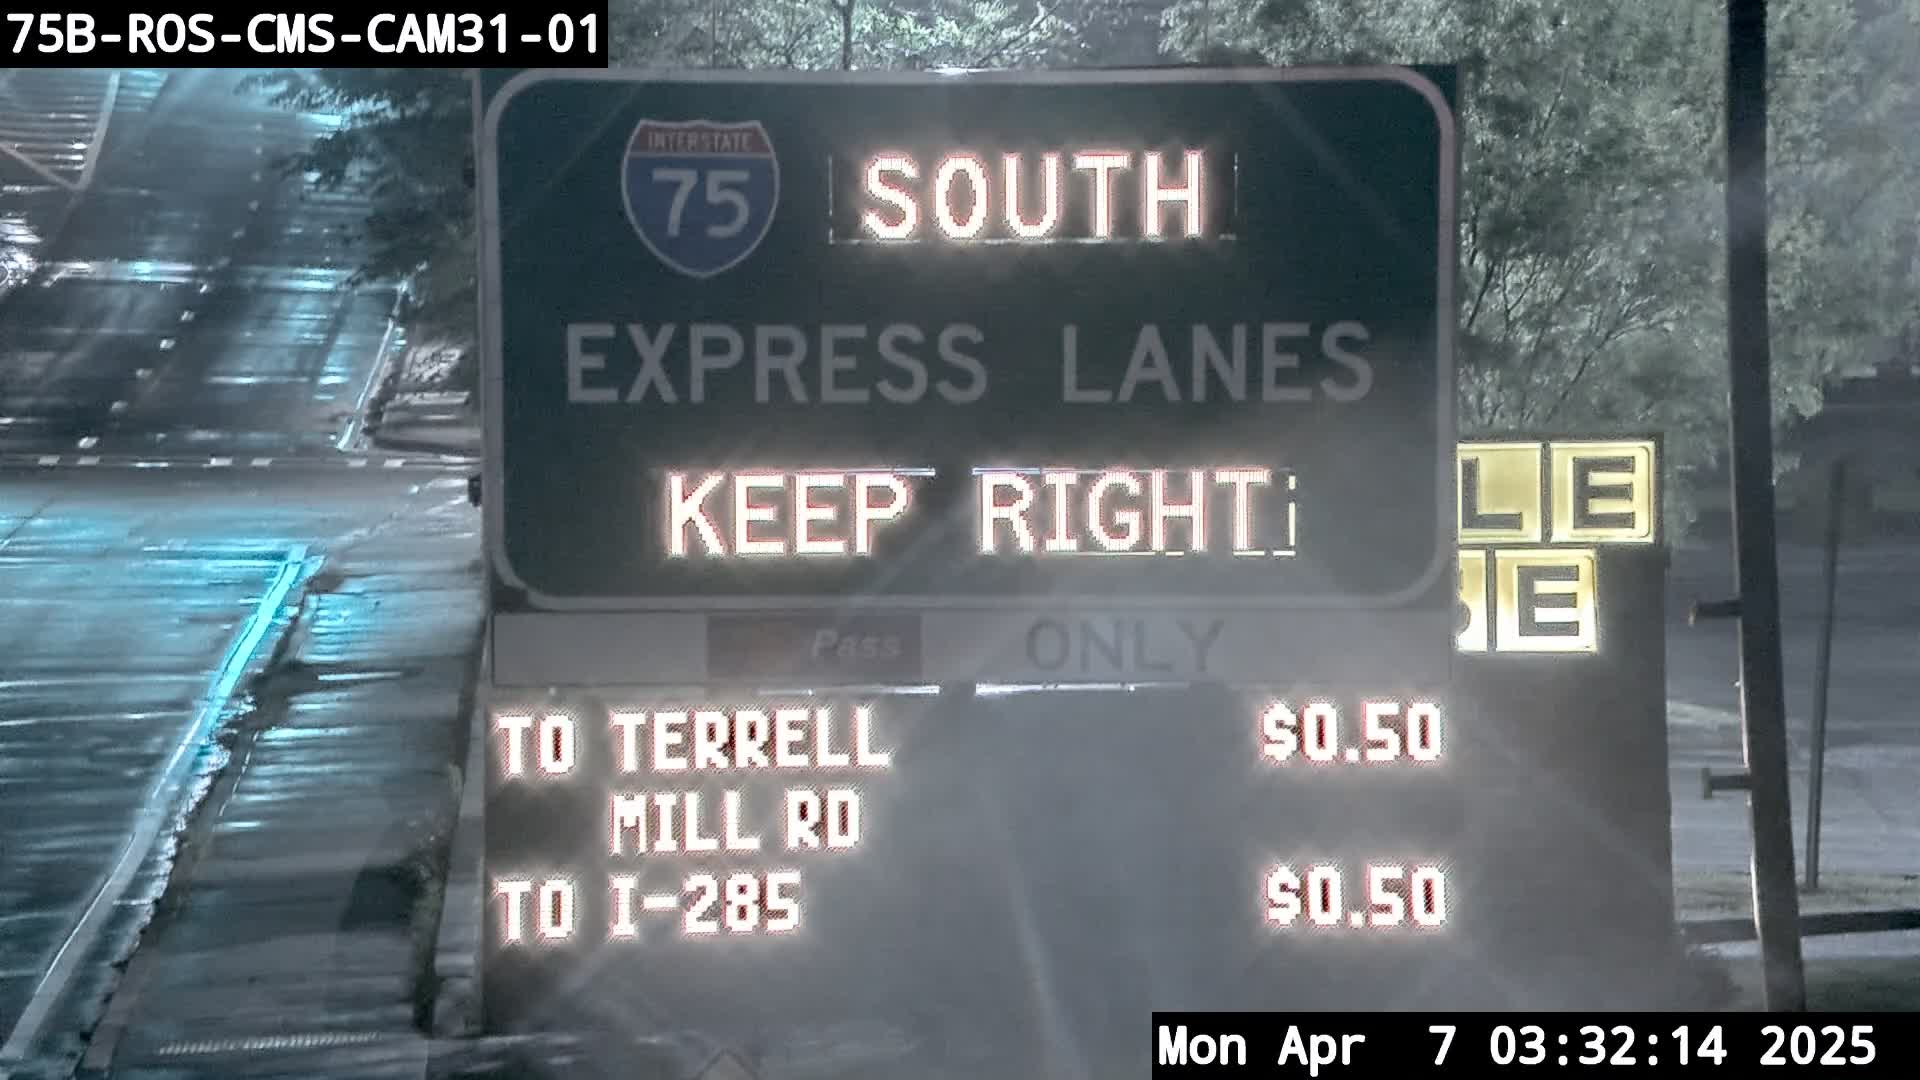 75B-ROS-CMS-CAM31-01
INTERSTATE
75
SOUTH
EXPRESS LANES
KEEP RIGHT
Pass ONLY
TO TERRELL $0.50
MILL RD
TO I-285 $0.50
LE
E
Mon Apr 7 03:32:14 2025